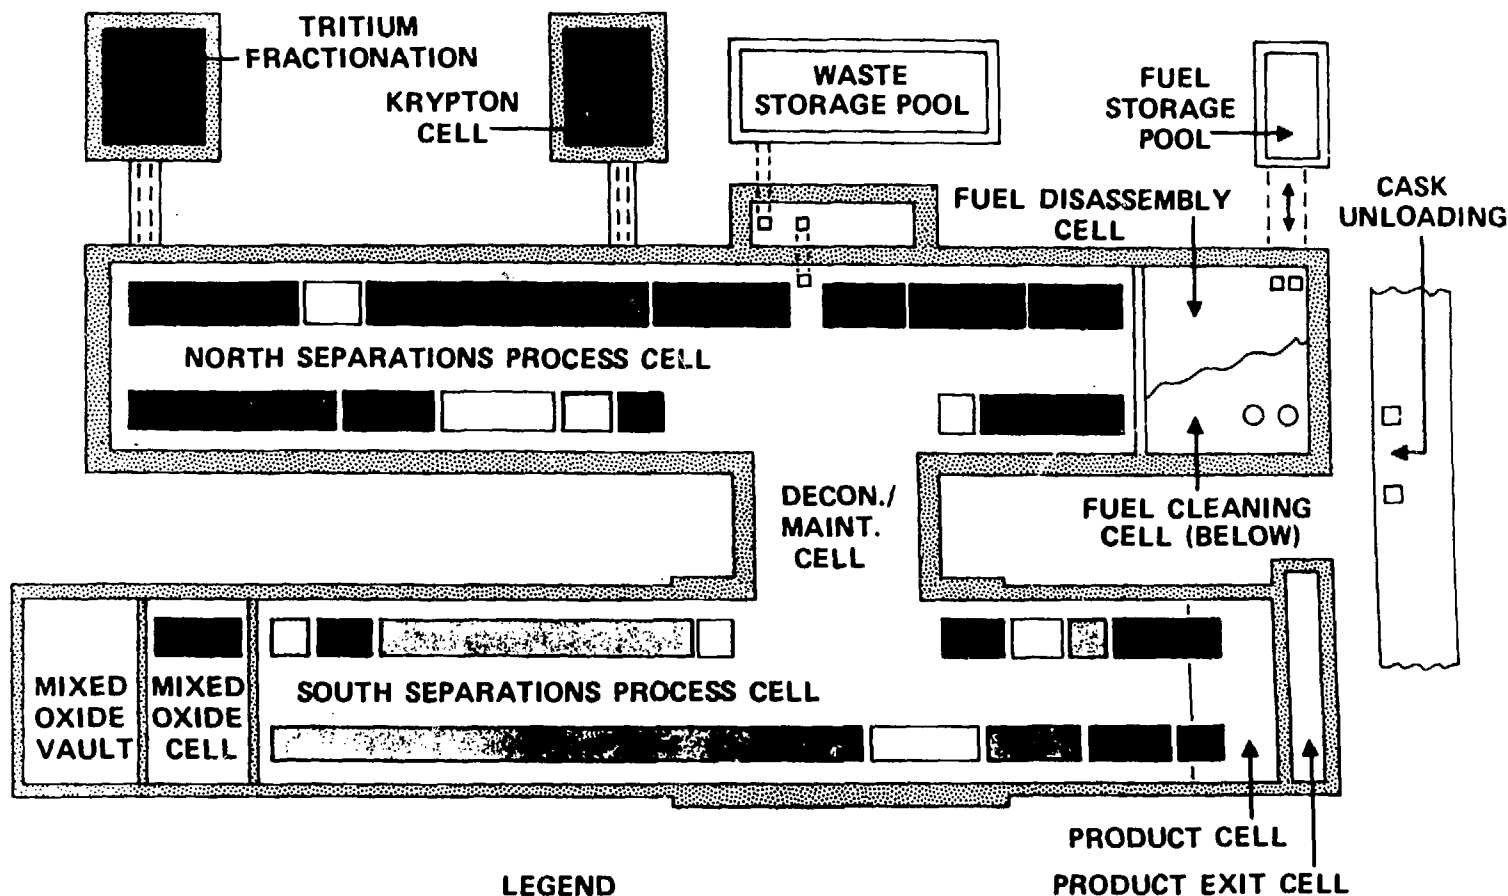 TRITIUM
FRACTIONATION
KRYPTON
CELL
WASTE
STORAGE POOL
FUEL
STORAGE
POOL
CASK
UNLOADING
FUEL DISASSEMBLY
CELL
NORTH SEPARATIONS PROCESS CELL
DECON./
MAINT.
CELL
FUEL CLEANING
CELL (BELOW)
MIXED
OXIDE
VAULT
MIXED
OXIDE
CELL
SOUTH SEPARATIONS PROCESS CELL
PRODUCT CELL
PRODUCT EXIT CELL
LEGEND